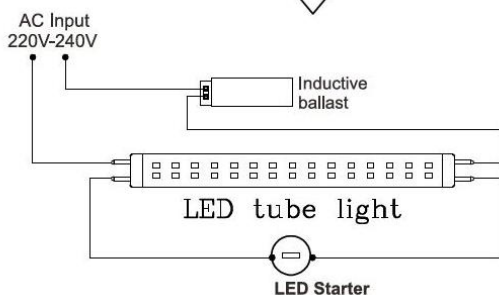 AC Input
220V-240V
Inductive
ballast
LED tube light
LED Starter